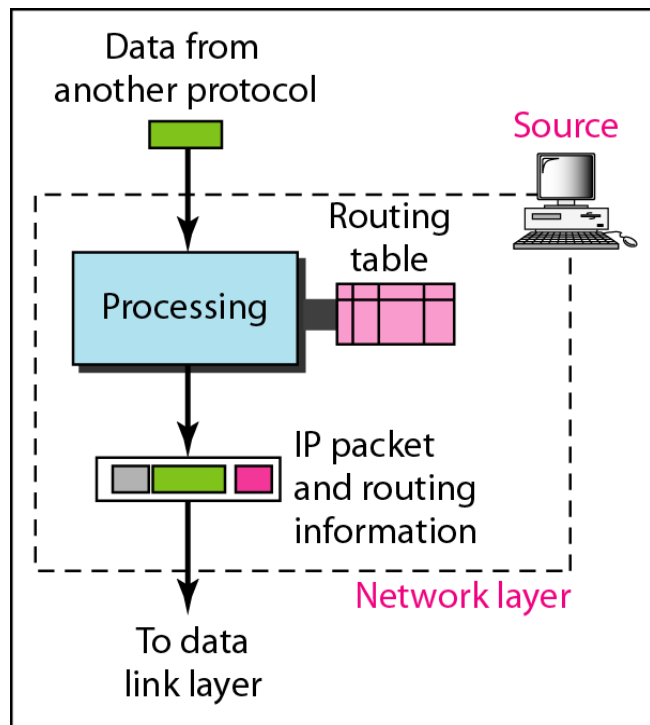 Data from
another protocol
Source
Routing
table
Processing
IP packet
and routing
information
Network layer
To data
link layer